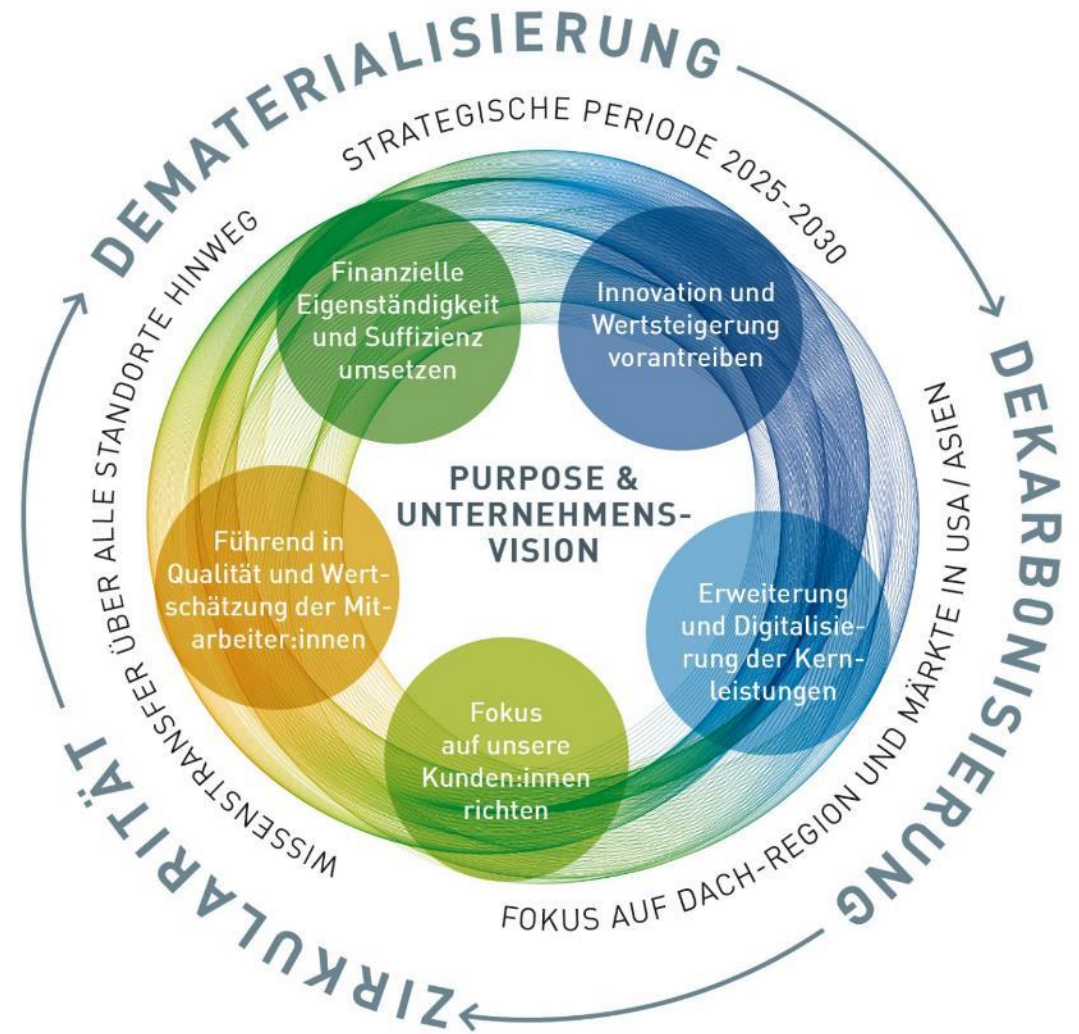 DEMATERIALISIERUNG
DEKARBONISIERUNG
ZIRKULARITÄT
STRATEGISCHE PERIODE 2025-2030
FOKUS AUF DACH-REGION UND MÄRKTE IN USA / ASIEN
WISSENSTRANSFER ÜBER ALLE STANDORTE HINWEG
Finanzielle
Eigenständigkeit
und Suffizienz
umsetzen
Innovation und
Wertsteigerung
vorantreiben
PURPOSE &
UNTERNEHMENS-
VISION
Führend in
Qualität und Wert-
schätzung der Mit-
arbeiter:innen
Erweiterung
und Digitalisie-
rung der Kern-
leistungen
Fokus
auf unsere
Kunden:innen
richten